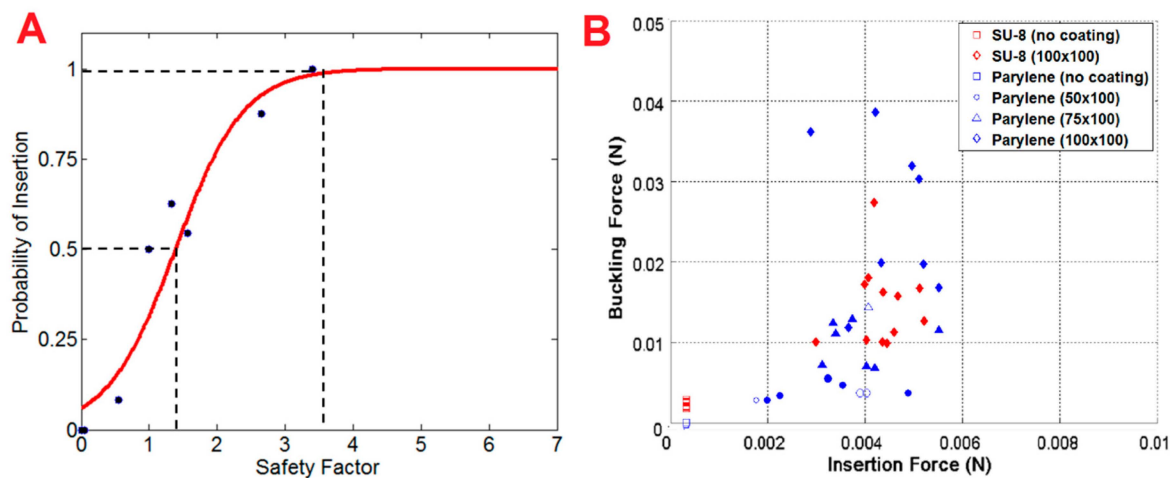 A
Probability of Insertion
1
0.75
0.5
0.25
0
0 1 2 3 4 5 6 7
Safety Factor
B
Buckling Force (N)
0.05
0.04
0.03
0.02
0.01
0
SU-8 (no coating)
SU-8 (100x100)
Parylene (no coating)
Parylene (50x100)
Parylene (75x100)
Parylene (100x100)
0.002 0.004 0.006 0.008 0.01
Insertion Force (N)